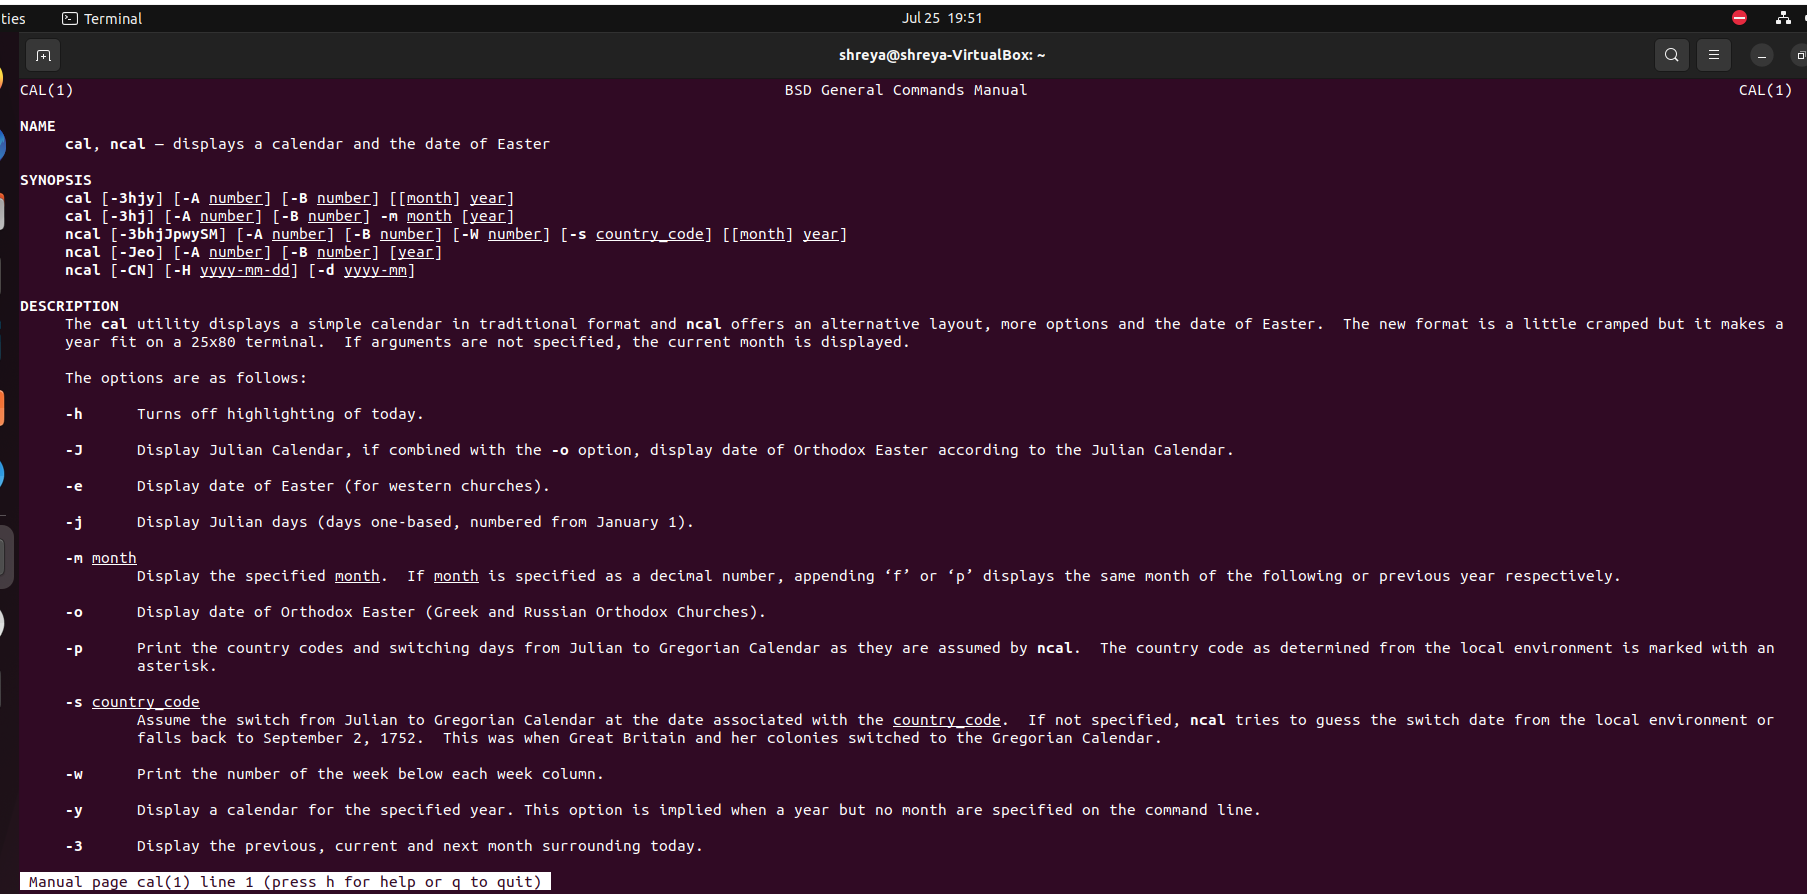 ties Terminal Jul 25 19:51
shreya@shreya-VirtualBox: ~
CAL(1) BSD General Commands Manual CAL(1)
NAME
cal, ncal — displays a calendar and the date of Easter
SYNOPSIS
cal [-3hjy] [-A number] [-B number] [[month] year]
cal [-3hj] [-A number] [-B number] -m month [year]
ncal [-3bhjJpwySM] [-A number] [-B number] [-W number] [-s country_code] [[month] year]
ncal [-Jeo] [-A number] [-B number] [year]
ncal [-CN] [-H yyyy-mm-dd] [-d yyyy-mm]
DESCRIPTION
The cal utility displays a simple calendar in traditional format and ncal offers an alternative layout, more options and the date of Easter. The new format is a little cramped but it makes a
year fit on a 25x80 terminal. If arguments are not specified, the current month is displayed.
The options are as follows:
-h Turns off highlighting of today.
-J Display Julian Calendar, if combined with the -o option, display date of Orthodox Easter according to the Julian Calendar.
-e Display date of Easter (for western churches).
-j Display Julian days (days one-based, numbered from January 1).
-m month
Display the specified month. If month is specified as a decimal number, appending ‘f’ or ‘p’ displays the same month of the following or previous year respectively.
-o Display date of Orthodox Easter (Greek and Russian Orthodox Churches).
-p Print the country codes and switching days from Julian to Gregorian Calendar as they are assumed by ncal. The country code as determined from the local environment is marked with an
asterisk.
-s country_code
Assume the switch from Julian to Gregorian Calendar at the date associated with the country_code. If not specified, ncal tries to guess the switch date from the local environment or
falls back to September 2, 1752. This was when Great Britain and her colonies switched to the Gregorian Calendar.
-w Print the number of the week below each week column.
-y Display a calendar for the specified year. This option is implied when a year but no month are specified on the command line.
-3 Display the previous, current and next month surrounding today.
Manual page cal(1) line 1 (press h for help or q to quit)